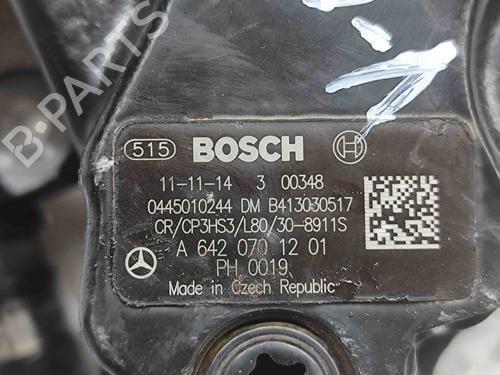 B-PARTS
515 BOSCH
11-11-14 3 00348
0445010244 DM B413030517
CR/CP3HS3/L80/30-8911S
A 642 070 12 01
PH 0019
Made in Czech Republic